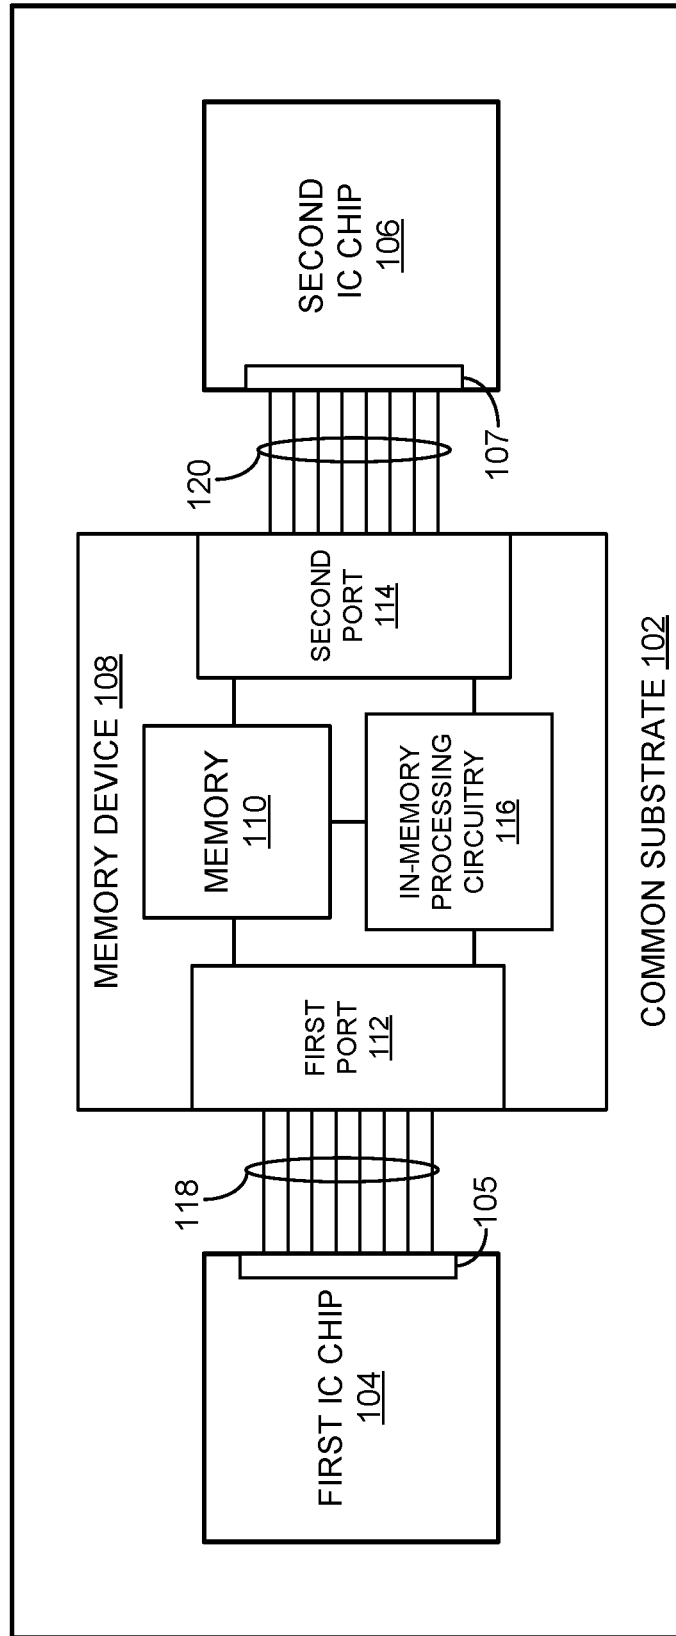 MEMORY DEVICE 108
118
120
FIRST IC CHIP
104
105
FIRST
PORT
112
MEMORY
110
IN-MEMORY
PROCESSING
CIRCUITRY
116
SECOND
PORT
114
SECOND
IC CHIP
106
107
COMMON SUBSTRATE 102